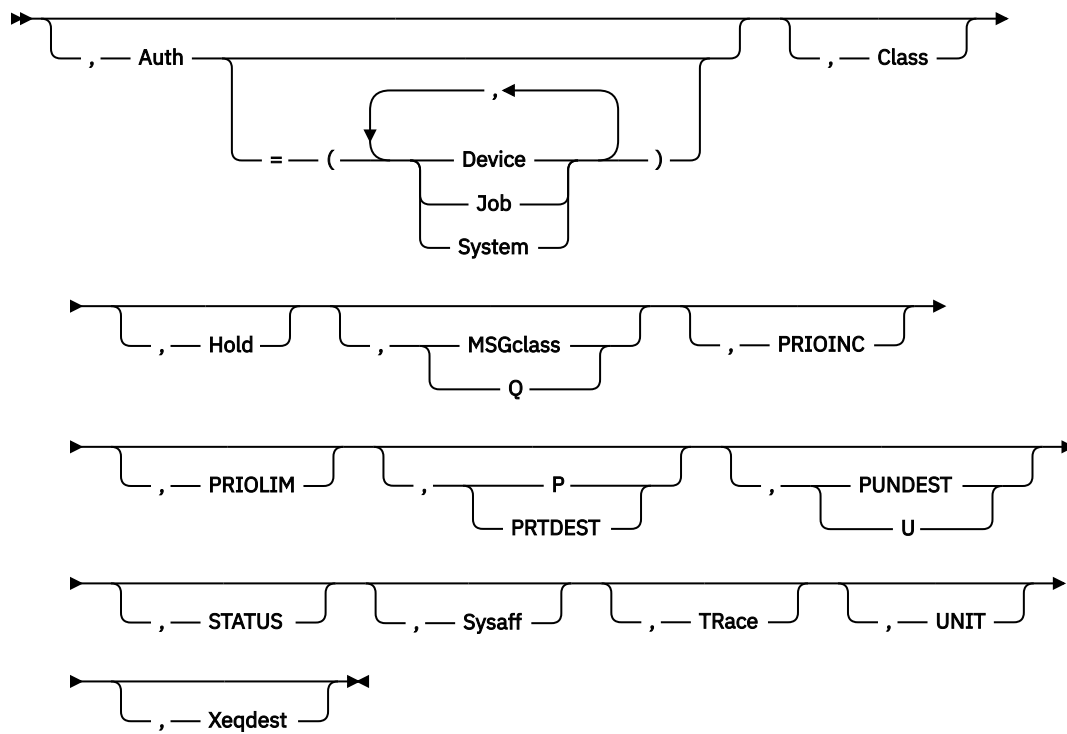 , Auth , Class
,
= ( Device )
Job
System
, Hold , MSGclass , PRIOINC
Q
, PRIOLIM , P , PUNDEST
PRTDEST U
, STATUS , Sysaff , TRace , UNIT
, Xeqdest